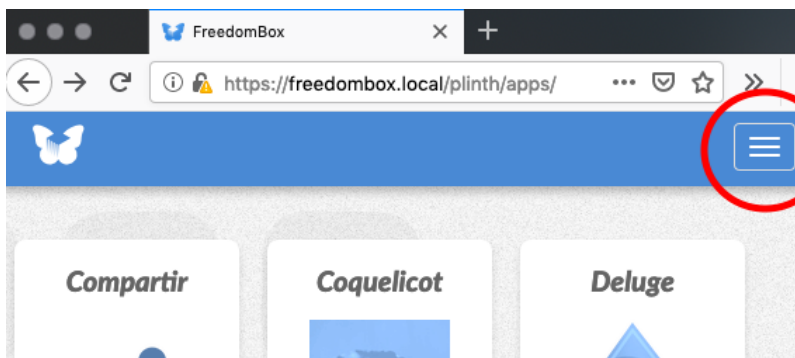 FreedomBox
https://freedombox.local/plinth/apps/
Compartir
Coquelicot
Deluge